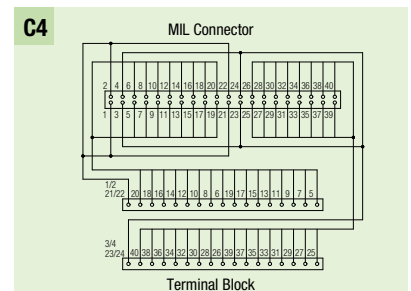 C4
MIL Connector
2 4 6 8 10 12 14 16 18 20 22 24 26 28 30 32 34 36 38 40
1 3 5 7 9 11 13 15 17 19 21 23 25 27 29 31 33 35 37 39
1/2
21/22 20 18 16 14 12 10 8 6 19 17 15 13 11 9 7 5
3/4
23/24 40 38 36 34 32 30 28 26 39 37 35 33 31 29 27 25
Terminal Block